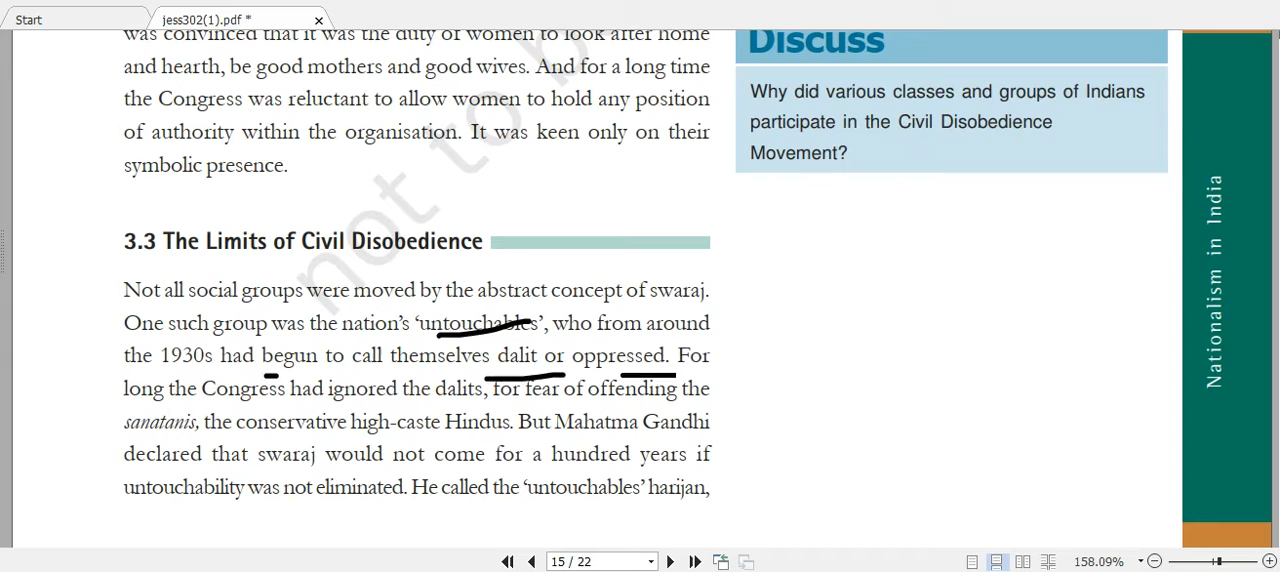 Start
jess302(1).pdf *
was convinced that it was the duty of women to look after home
and hearth, be good mothers and good wives. And for a long time
the Congress was reluctant to allow women to hold any position
of authority within the organisation. It was keen only on their
symbolic presence.
Discuss
Why did various classes and groups of Indians
participate in the Civil Disobedience
Movement?
3.3 The Limits of Civil Disobedience
Not all social groups were moved by the abstract concept of swaraj.
One such group was the nation's 'untouchables', who from around
the 1930s had begun to call themselves dalit or oppressed. For
long the Congress had ignored the dalits, for fear of offending the
sanatanis, the conservative high-caste Hindus. But Mahatma Gandhi
declared that swaraj would not come for a hundred years if
untouchability was not eliminated. He called the 'untouchables' harijan,
not to b
Nationalism in India
15 / 22
158.09%